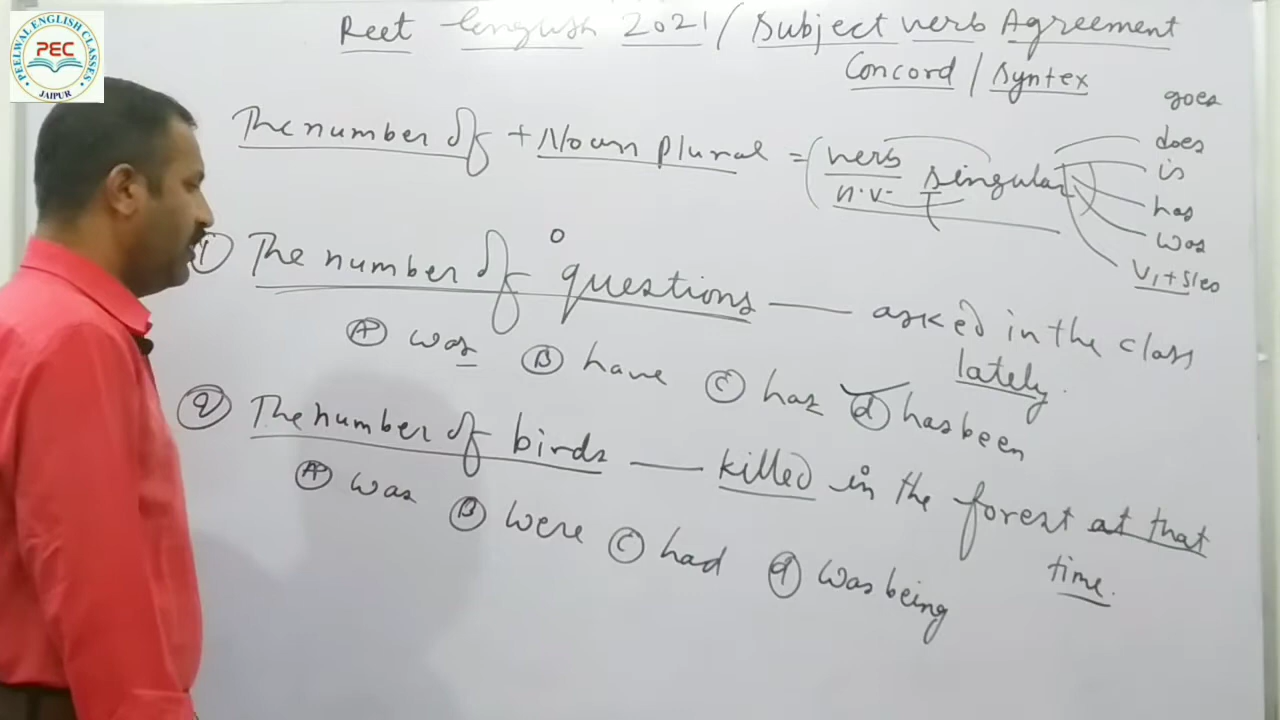 PEELWAL ENGLISH CLASSES
PEC
JAIPUR
Reet English 2021 / Subject verb Agreement
Concord / Syntex
The number of + Noun plural = (verb singular
H.V.
goes
does
is
has
was
V1 + s/es
① The number of questions —— asked in the class
lately.
Ⓐ was Ⓑ have Ⓒ has ⓓ has been
② The number of birds —— killed in the forest at that
time.
Ⓐ was Ⓑ were Ⓒ had ⓓ was being